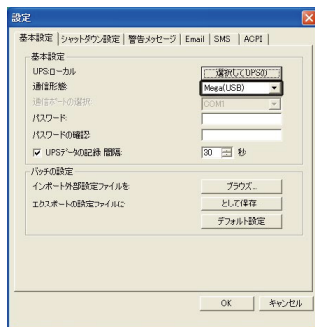 設定
基本設定 シャットダウン設定 警告メッセージ Email SMS ACPI
基本設定
UPS:ローカル 選択して(UPS0)
通信形態: Mega(USB)
通信ポートの選択: COM1
パスワード:
パスワードの確認:
UPSデータの記録 間隔: 30 秒
バッチの設定
インポート外部設定ファイルを: ブラウズ...
エクスポートの設定ファイルに: として保存
デフォルト設定
OK キャンセル